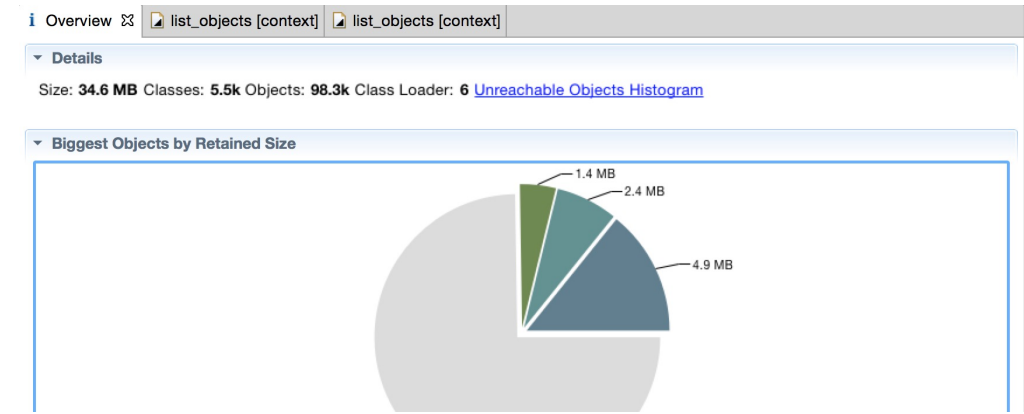 Overview list_objects [context] list_objects [context]
Details
Size: 34.6 MB Classes: 5.5k Objects: 98.3k Class Loader: 6 Unreachable Objects Histogram
Biggest Objects by Retained Size
1.4 MB
2.4 MB
4.9 MB